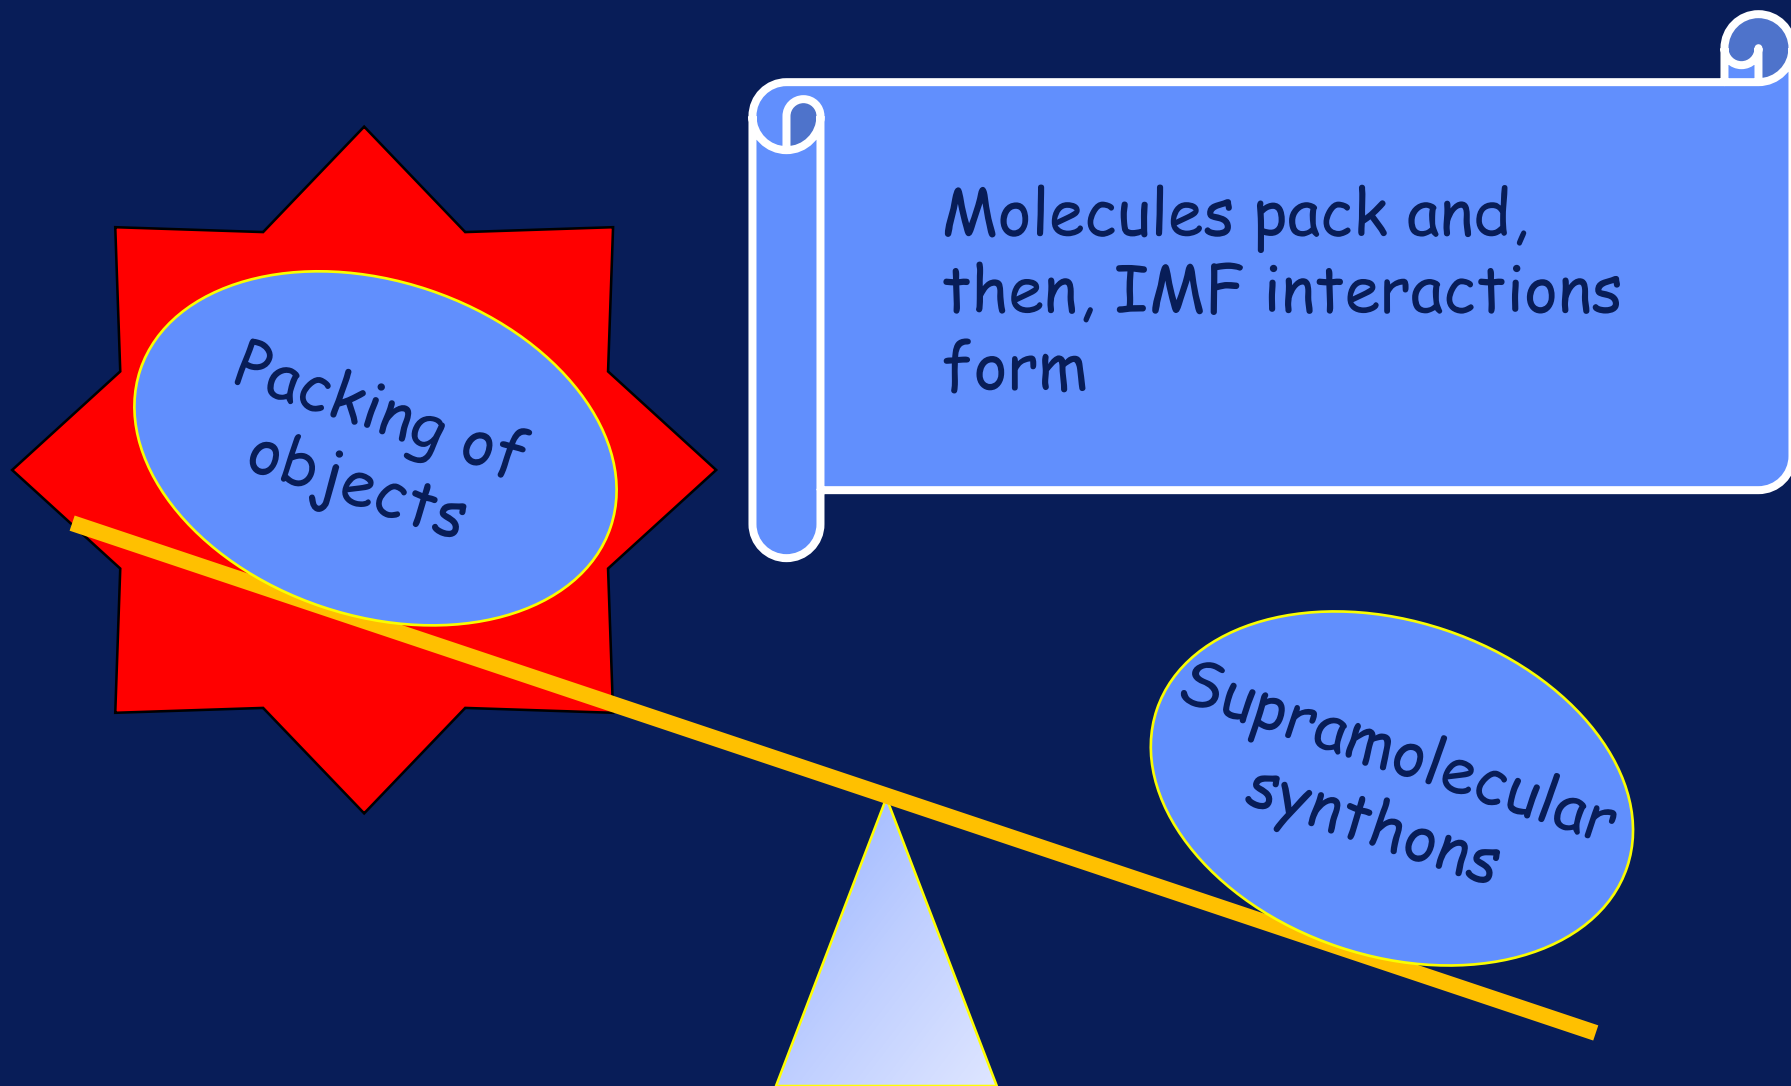 Molecules pack and,
then, IMF interactions
form
Packing of
objects
Supramolecular
synthons